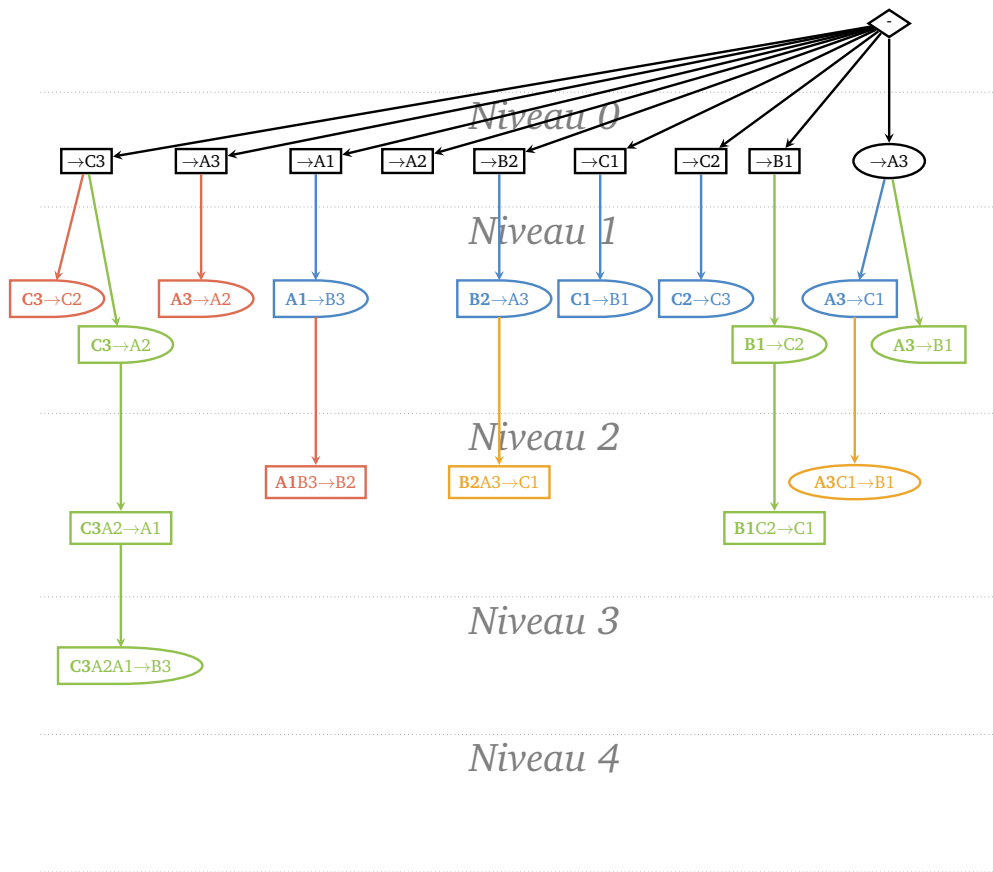 -
Niveau 0
→C3 →A3 →A1 →A2 →B2 →C1 →C2 →B1 →A3
Niveau 1
C3→C2 A3→A2 A1→B3 B2→A3 C1→B1 C2→C3 A3→C1
C3→A2 B1→C2 A3→B1
Niveau 2
A1B3→B2 B2A3→C1 A3C1→B1
C3A2→A1 B1C2→C1
Niveau 3
C3A2A1→B3
Niveau 4